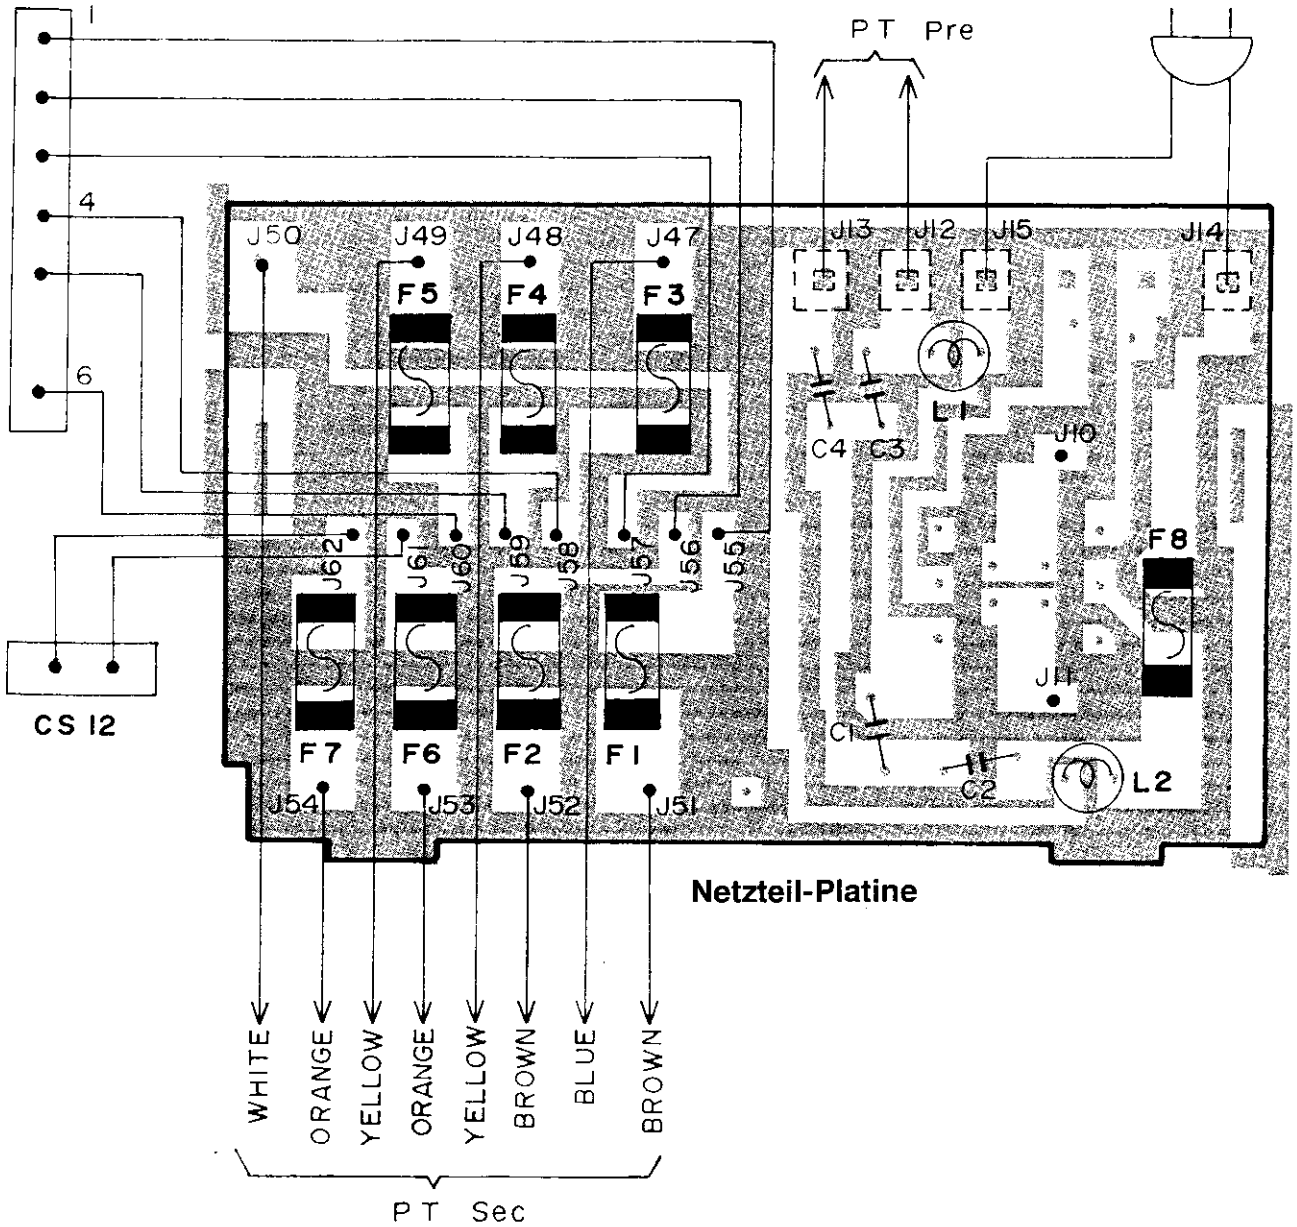 1
PT Pre
4
6
J50
J49
J48
J47
J13
J12
J15
J14
F5
F4
F3
L1
C4
C3
J10
J62
J61
J60
J59
J58
J57
J56
J55
F8
CS 12
F7
F6
F2
F1
J11
C1
C2
L2
J54
J53
J52
J51
Netzteil-Platine
WHITE
ORANGE
YELLOW
ORANGE
YELLOW
BROWN
BLUE
BROWN
PT Sec